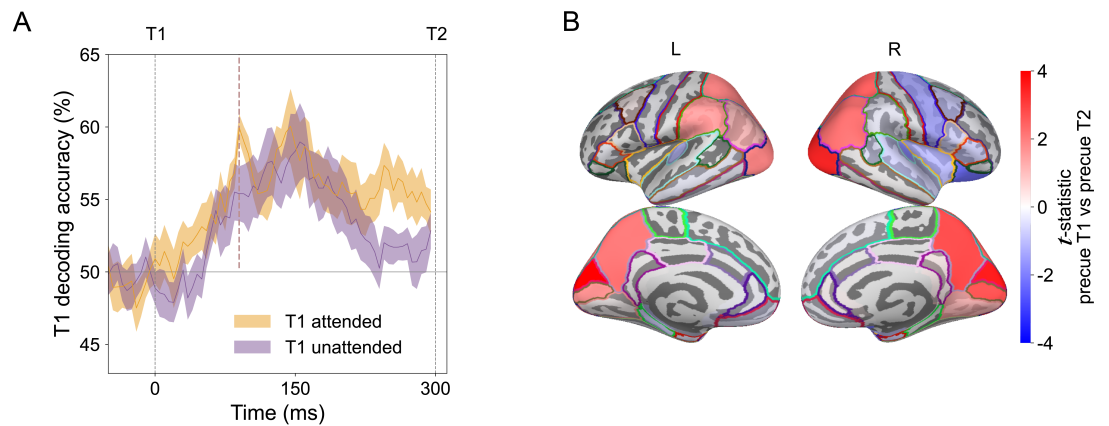 A
T1
T2
T1 decoding accuracy (%)
65
60
55
50
45
T1 attended
T1 unattended
0
150
300
Time (ms)
B
L
R
4
2
0
-2
-4
t-statistic
precue T1 vs precue T2